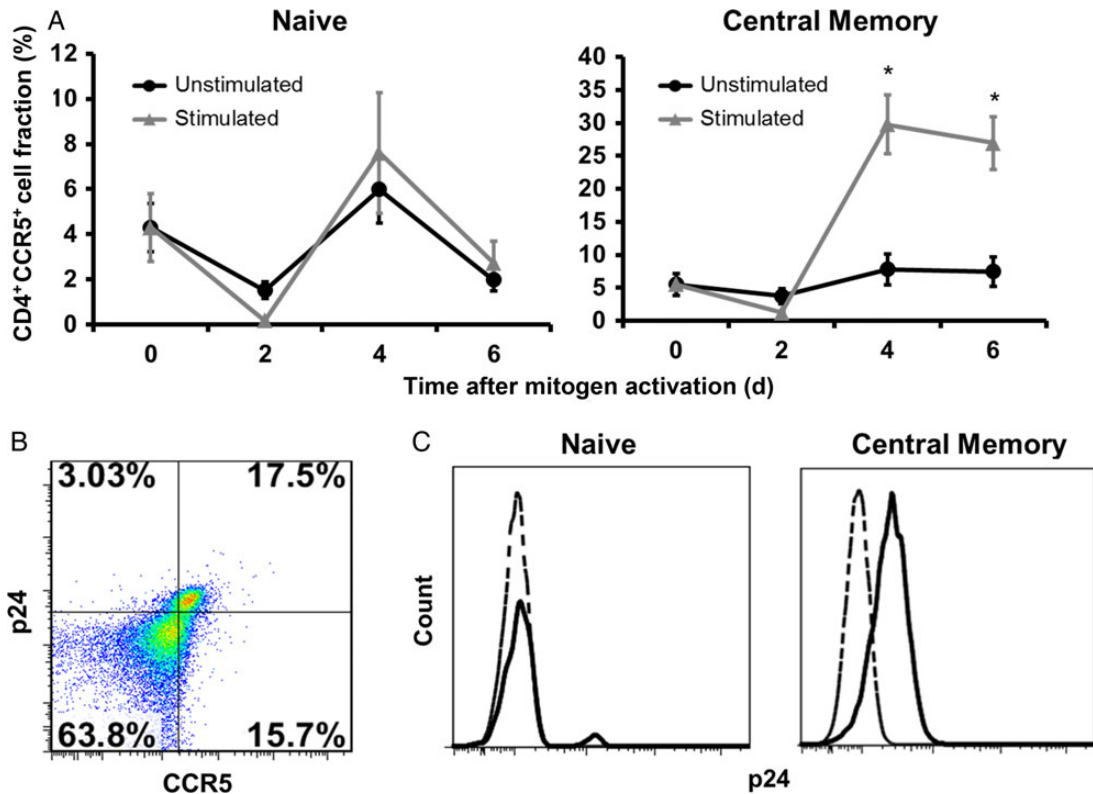 A
Naive
Central Memory
CD4⁺CCR5⁺ cell fraction (%)
12
10
8
6
4
2
0
Unstimulated
Stimulated
0 2 4 6
40
35
30
25
20
15
10
5
0
Unstimulated
Stimulated
* *
0 2 4 6
Time after mitogen activation (d)
B
3.03% 17.5%
p24
63.8% 15.7%
CCR5
C
Naive
Central Memory
Count
p24